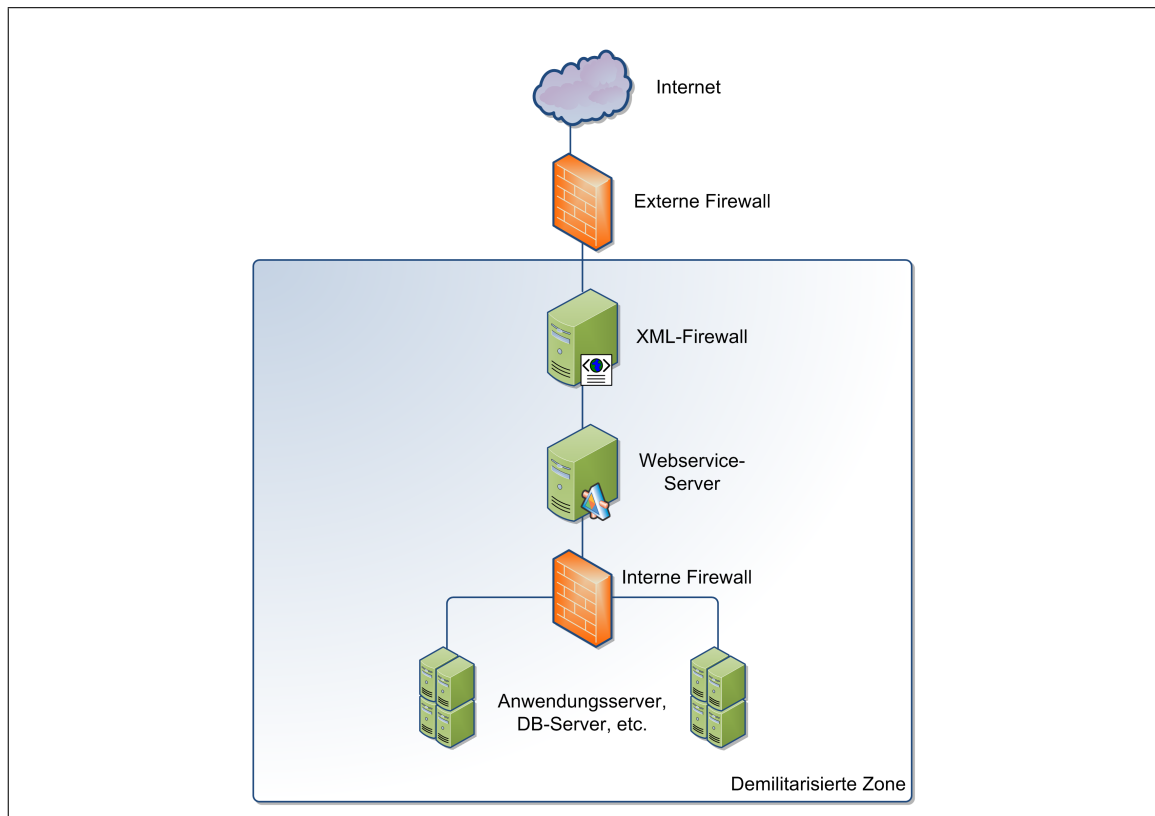 Internet
Externe Firewall
XML-Firewall
Webservice-
Server
Interne Firewall
Anwendungsserver,
DB-Server, etc.
Demilitarisierte Zone